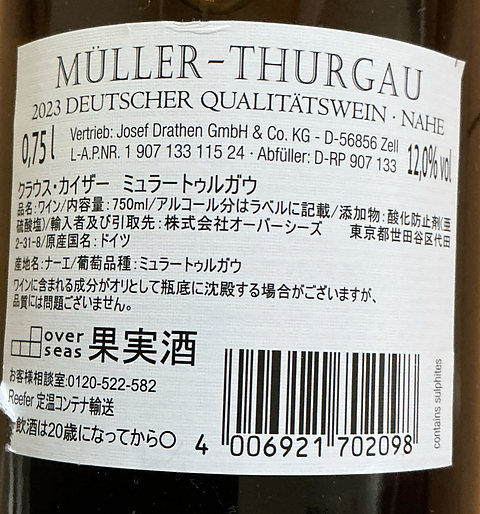 MÜLLER-THURGAU
2023 DEUTSCHER QUALITÄTSWEIN · NAHE
0,75 l
Vertrieb: Josef Drathen GmbH & Co. KG - D-56856 Zell
L-A.P.NR. 1 907 133 115 24 · Abfüller: D-RP 907 133
12,0% vol
クラウス・カイザー ミュラートゥルガウ
品名:ワイン/内容量:750ml/アルコール分はラベルに記載/添加物:酸化防止剤(亜
硫酸塩)/輸入者及び引取先:株式会社オーバーシーズ 東京都世田谷区代田
2-31-8/原産国名:ドイツ
産地名:ナーエ/葡萄品種:ミュラートゥルガウ
ワインに含まれる成分がオリとして瓶底に沈殿する場合がございますが、
品質には問題ございません。
over
seas
果実酒
お客様相談室:0120-522-582
Reefer 定温コンテナ輸送
飲酒は20歳になってから〇
4 006921 702098
contains sulphites